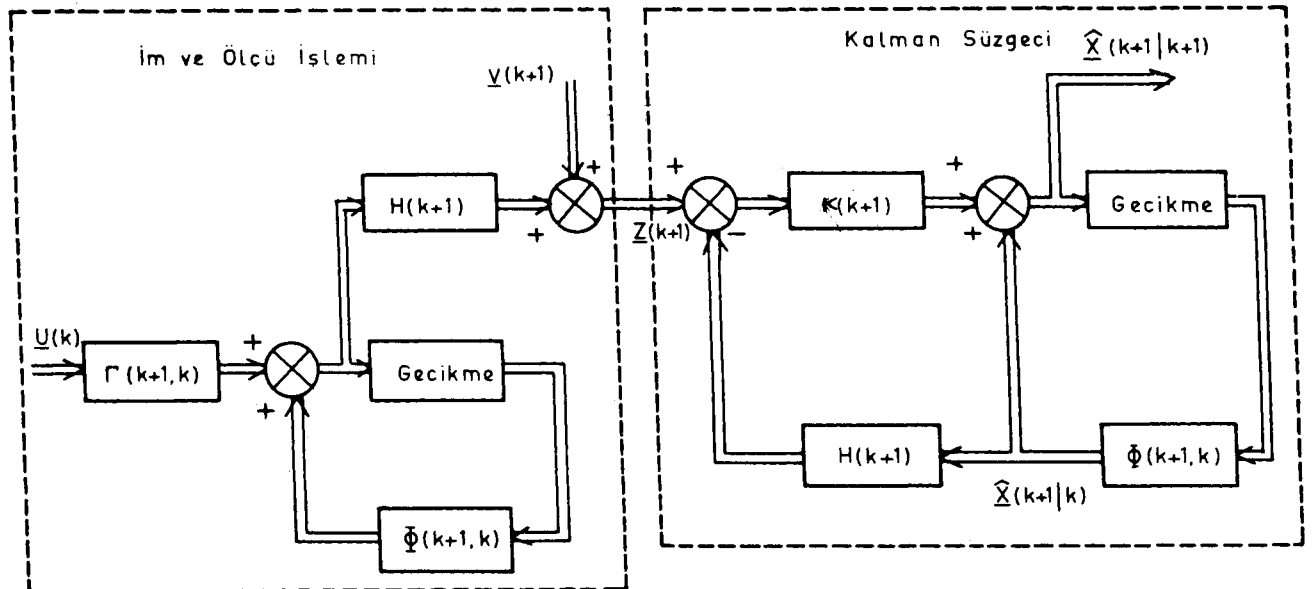 İm ve Ölçü İşlemi
V(k+1)
+
H(k+1)
+
Z(k+1)
U(k)
Γ(k+1,k)
+
+
Gecikme
Φ(k+1,k)
Kalman Süzgeci
X̂(k+1|k+1)
+
−
K(k+1)
+
+
Gecikme
H(k+1)
X̂(k+1|k)
Φ(k+1,k)